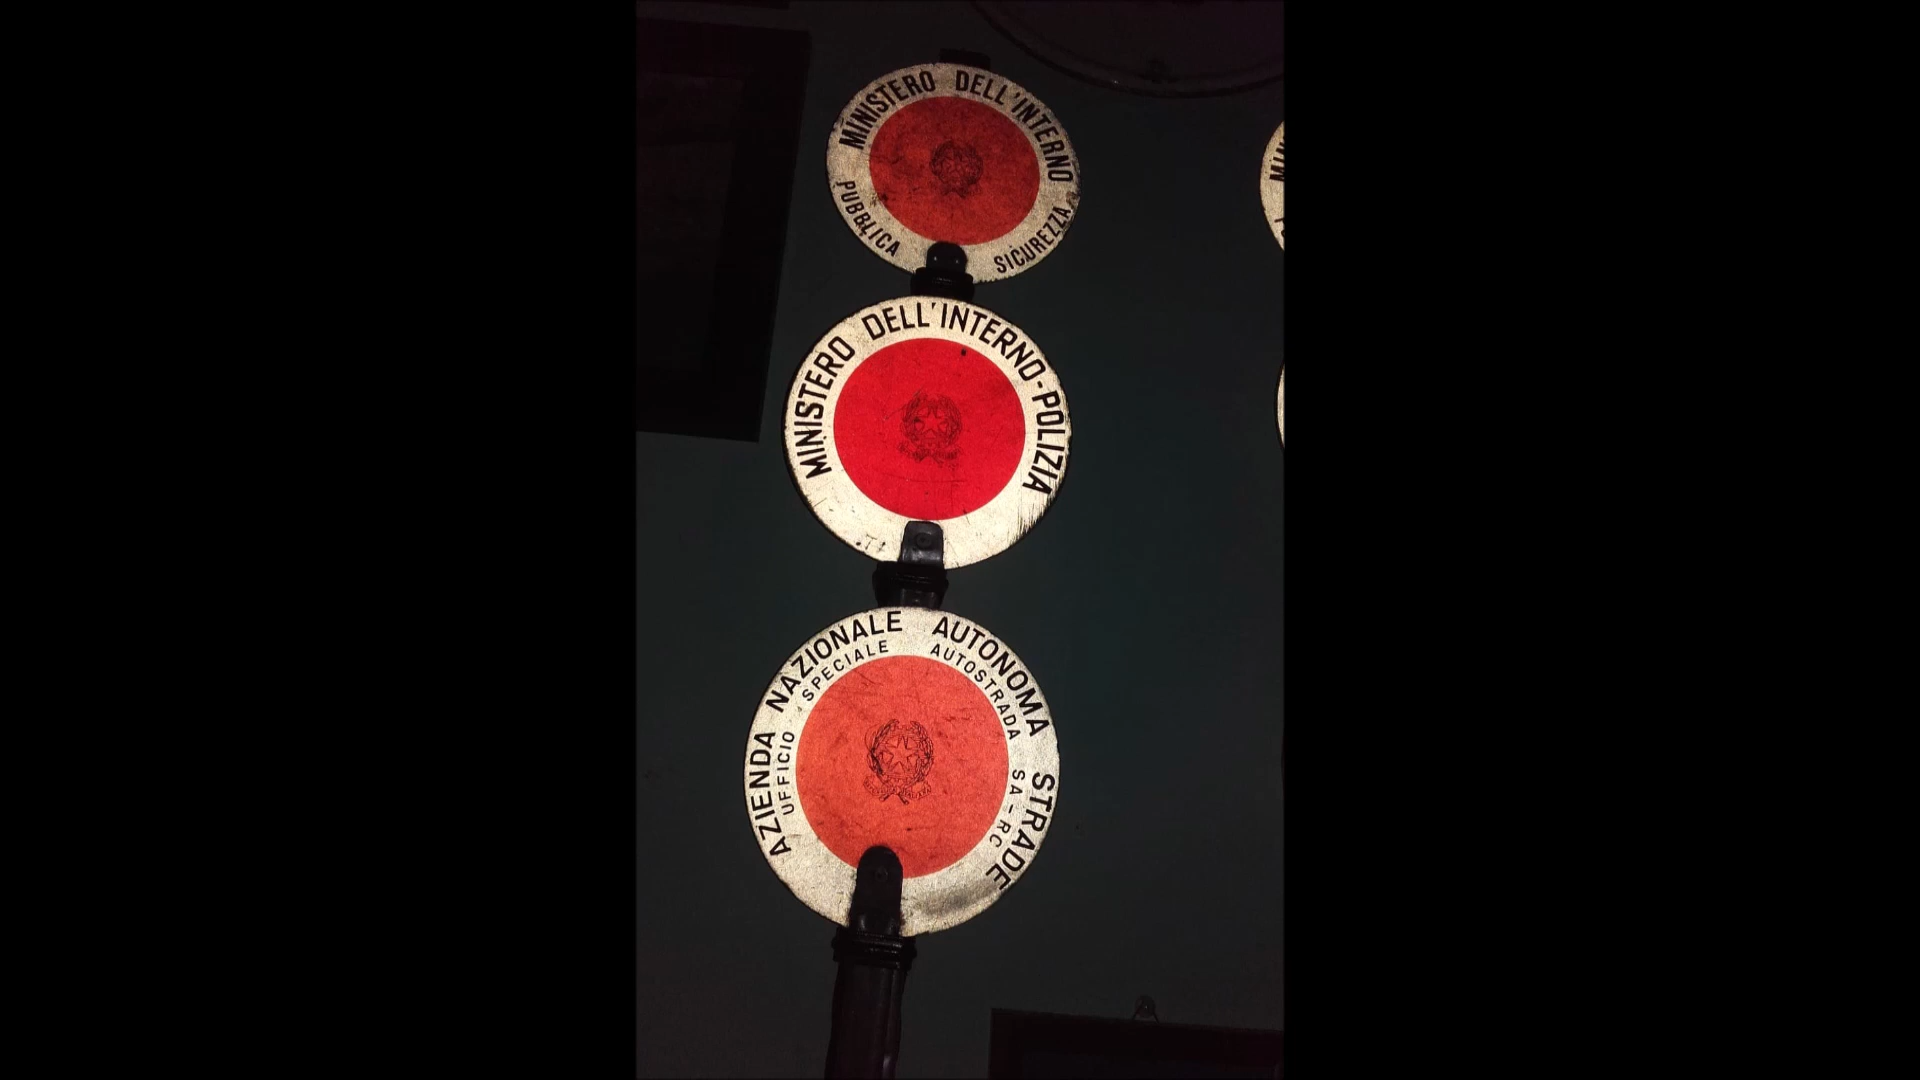 MINISTERO DELL'INTERNO
PUBBLICA SICUREZZA
MINISTERO DELL'INTERNO-POLIZIA
AZIENDA NAZIONALE AUTONOMA STRADE
UFFICIO SPECIALE AUTOSTRADA SA-RC